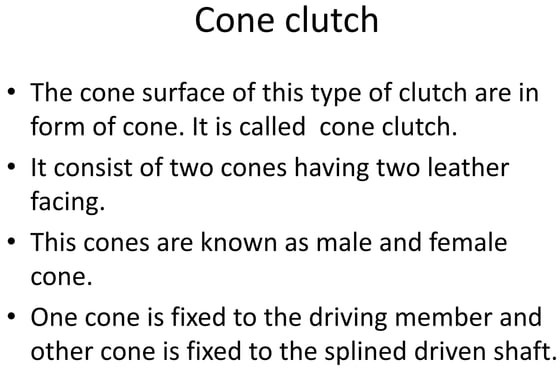 Cone clutch
• The cone surface of this type of clutch are in
form of cone. It is called  cone clutch.
• It consist of two cones having two leather
facing.
• This cones are known as male and female
cone.
• One cone is fixed to the driving member and
other cone is fixed to the splined driven shaft.